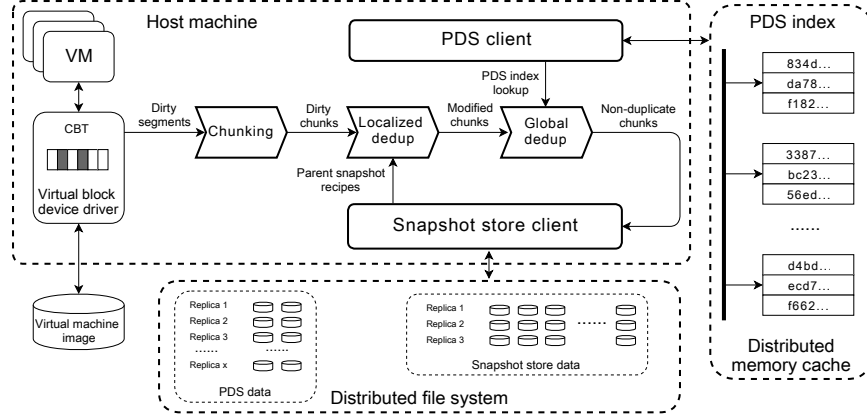 Host machine
VM
CBT
Virtual block
device driver
Virtual machine
image
Dirty
segments
Chunking
Dirty
chunks
Localized
dedup
Modified
chunks
Global
dedup
Non-duplicate
chunks
PDS client
PDS index
lookup
Parent snapshot
recipes
Snapshot store client
PDS index
834d...
da78...
f182...
3387...
bc23...
56ed...
......
d4bd...
ecd7...
f662...
Distributed
memory cache
Replica 1
Replica 2
Replica 3
...... ......
Replica x
PDS data
Replica 1
Replica 2 ......
Replica 3
Snapshot store data
Distributed file system